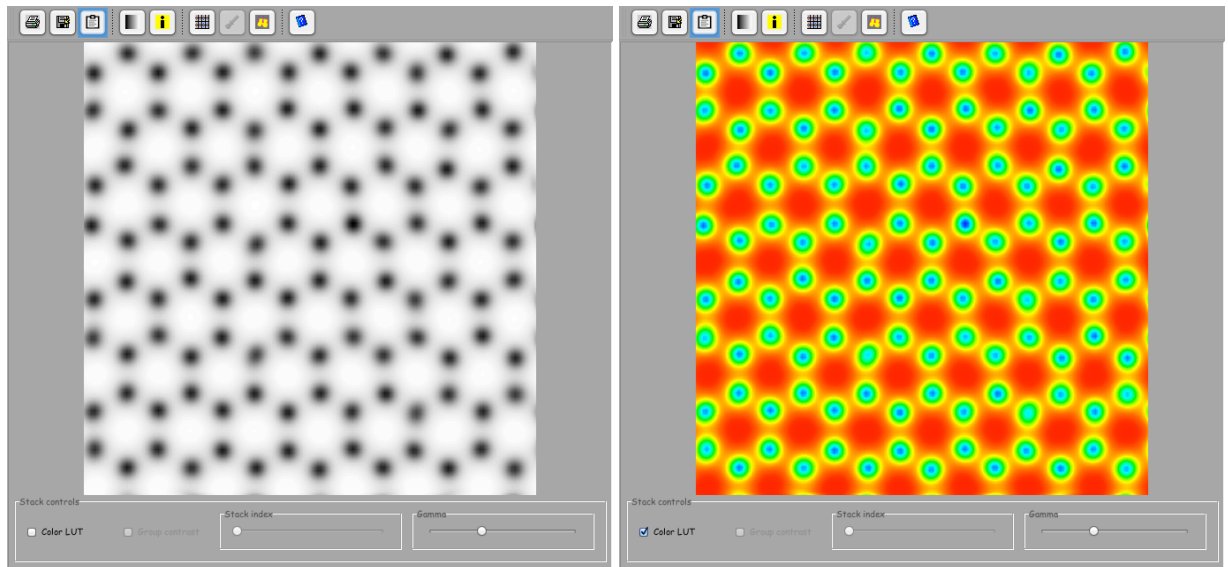 Stack controls
Color LUT
Group contrast
Stack index
Gamma
Stack controls
Color LUT
Group contrast
Stack index
Gamma